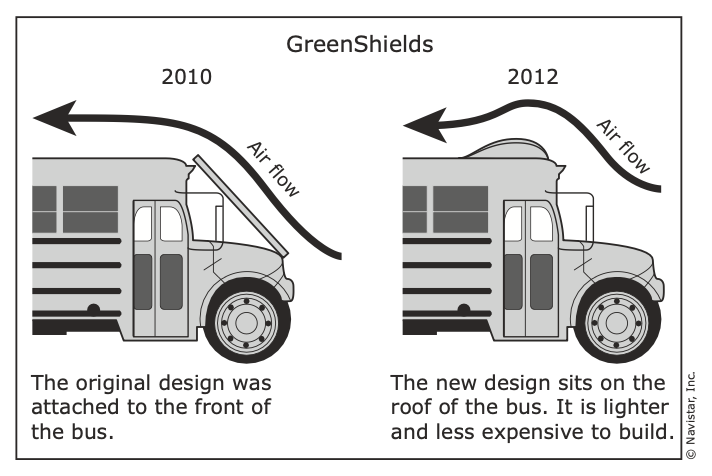 GreenShields
2010
2012
Air flow
Air flow
The original design was
attached to the front of
the bus.
The new design sits on the
roof of the bus. It is lighter
and less expensive to build.
© Navistar, Inc.